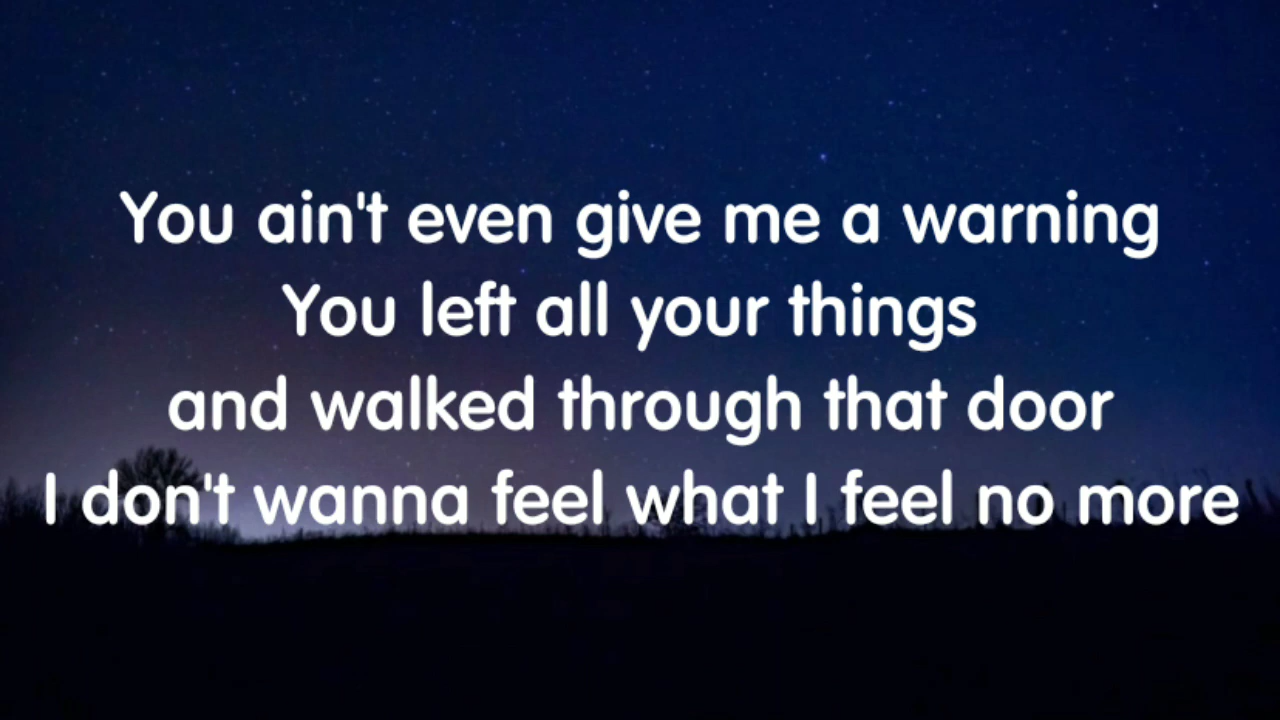 You ain't even give me a warning
You left all your things
and walked through that door
I don't wanna feel what I feel no more